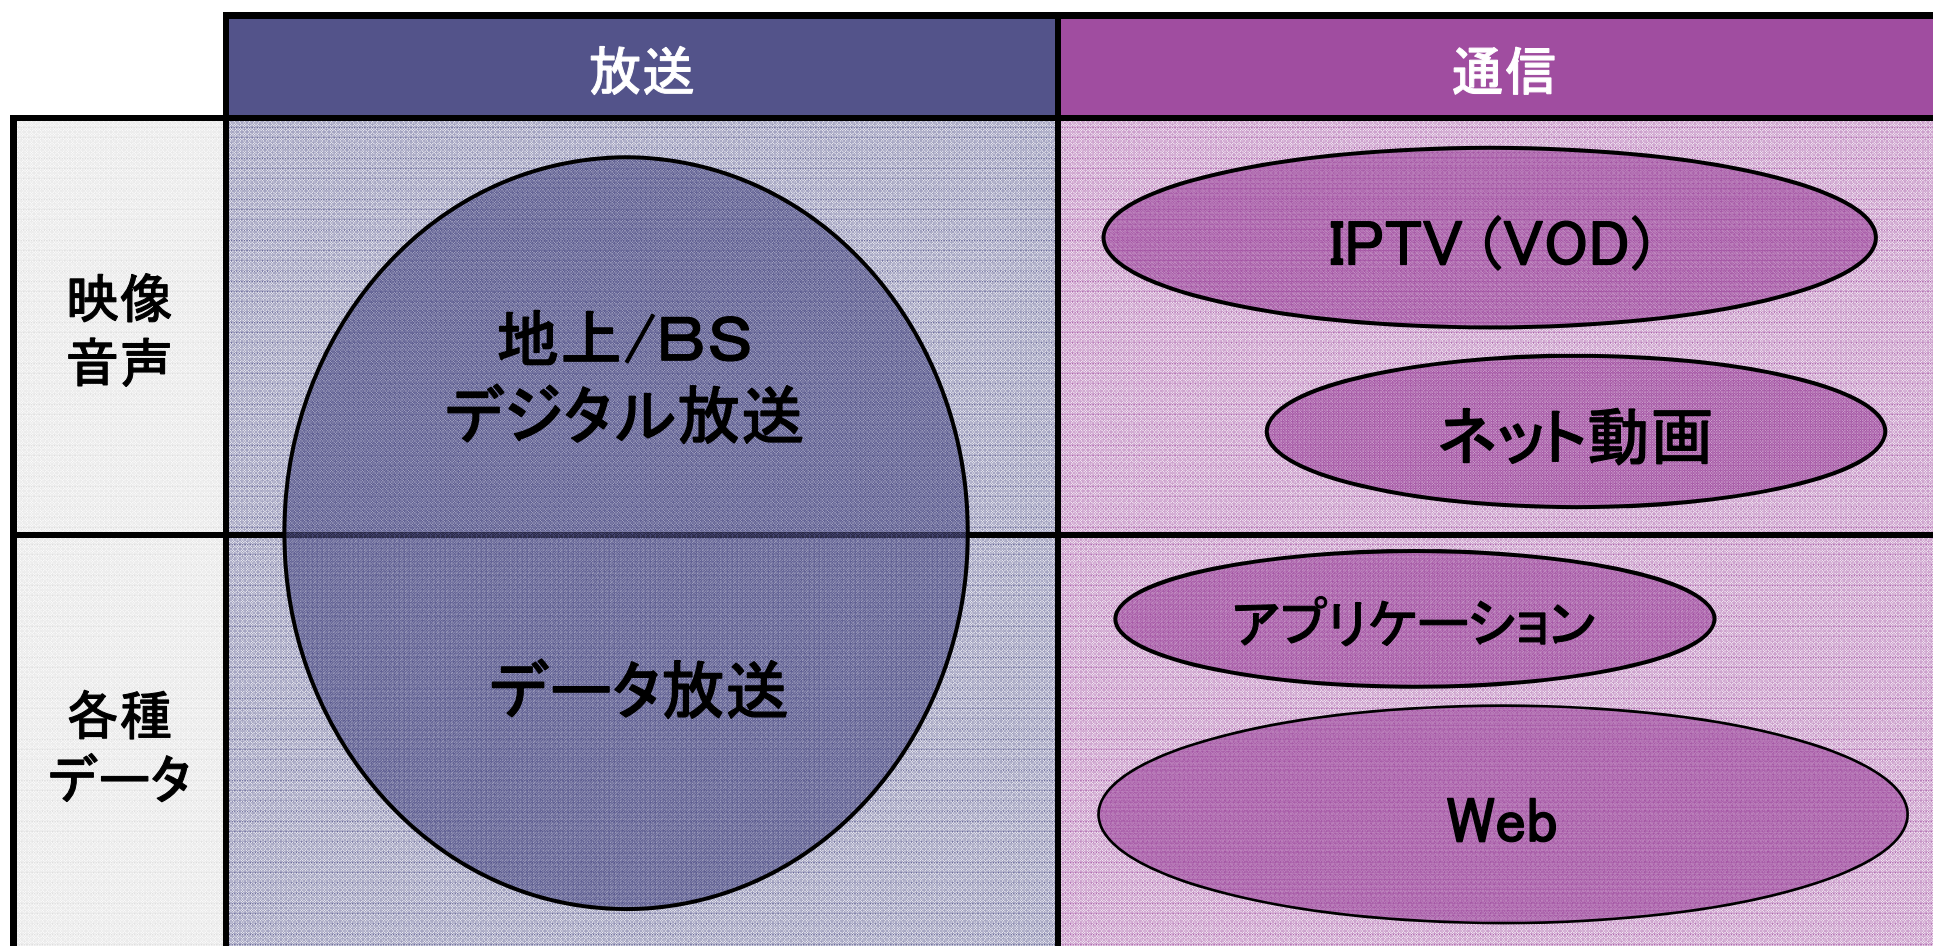 放送
通信
映像
音声
地上/BS
デジタル放送
IPTV(VOD)
ネット動画
各種
データ
データ放送
アプリケーション
Web